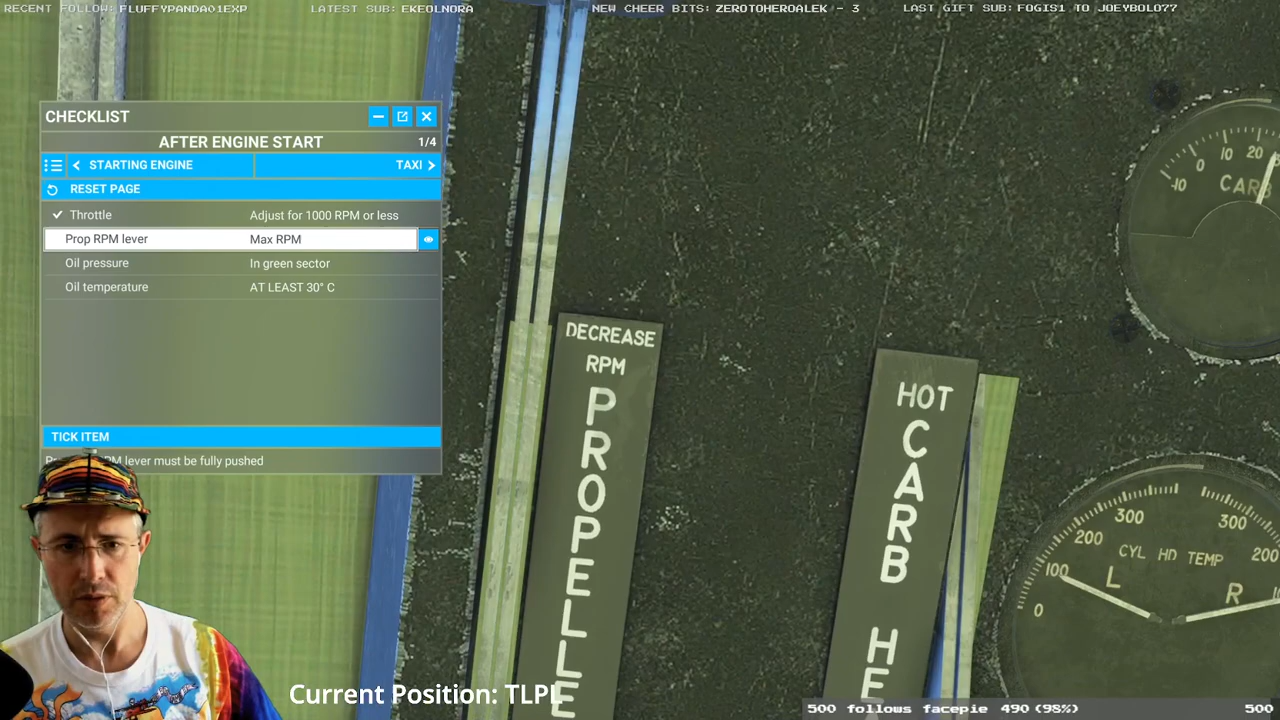 RECENT FOLLOW: FLUFFYPANDA01EXP
LATEST SUB: EKEOLNORA
NEW CHEER BITS: ZEROTOHEROALEK - 3
LAST GIFT SUB: FOGIS1 TO JOEYBOLO77
CHECKLIST
AFTER ENGINE START 1/4
STARTING ENGINE TAXI
RESET PAGE
Throttle Adjust for 1000 RPM or less
Prop RPM lever Max RPM
Oil pressure In green sector
Oil temperature AT LEAST 30° C
TICK ITEM
RPM lever must be fully pushed
DECREASE
RPM
PROPELLE
HOT
CARB HE
-10 0 10 20
CARB
0 100 200 300
300 200
CYL HD TEMP
L R
Current Position: TLPL
500 follows facepie 490 (98%) 500